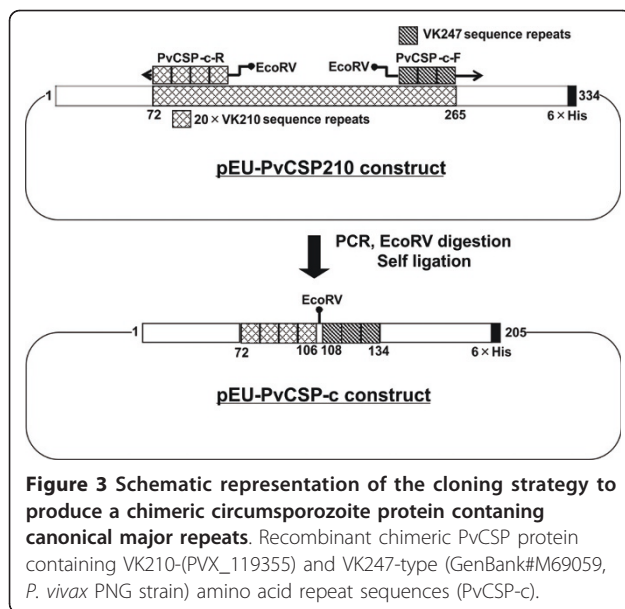 VK247 sequence repeats
PvCSP-c-R
PvCSP-c-F
EcoRV
EcoRV
1
334
72
20 × VK210 sequence repeats
265
6 × His
pEU-PvCSP210 construct
PCR, EcoRV digestion
Self ligation
EcoRV
1
205
72
106
108
134
6 × His
pEU-PvCSP-c construct
Figure 3 Schematic representation of the cloning strategy to
produce a chimeric circumsporozoite protein contaning
canonical major repeats. Recombinant chimeric PvCSP protein
containing VK210-(PVX_119355) and VK247-type (GenBank#M69059,
P. vivax PNG strain) amino acid repeat sequences (PvCSP-c).